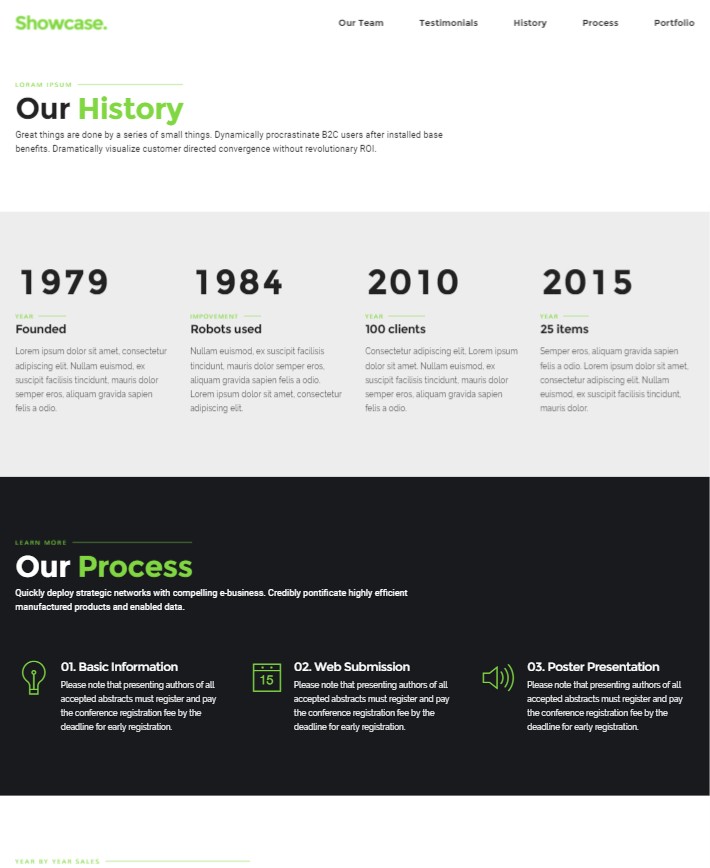 Showcase.
Our Team Testimonials History Process Portfolio
LORAM IPSUM
Our History
Great things are done by a series of small things. Dynamically procrastinate B2C users after installed base
benefits. Dramatically visualize customer directed convergence without revolutionary ROI.
1979
YEAR
Founded
Lorem ipsum dolor sit amet, consectetur
adipiscing elit. Nullam euismod, ex
suscipit facilisis tincidunt, mauris dolor
semper eros, aliquam gravida sapien
felis a odio.
1984
IMPOVEMENT
Robots used
Nullam euismod, ex suscipit facilisis
tincidunt, mauris dolor semper eros,
aliquam gravida sapien felis a odio.
Lorem ipsum dolor sit amet, consectetur
adipiscing elit.
2010
YEAR
100 clients
Consectetur adipiscing elit. Lorem ipsum
dolor sit amet. Nullam euismod, ex
suscipit facilisis tincidunt, mauris dolor
semper eros, aliquam gravida sapien
felis a odio.
2015
YEAR
25 items
Semper eros, aliquam gravida sapien
felis a odio. Lorem ipsum dolor sit amet,
consectetur adipiscing elit. Nullam
euismod, ex suscipit facilisis tincidunt,
mauris dolor.
LEARN MORE
Our Process
Quickly deploy strategic networks with compelling e-business. Credibly pontificate highly efficient
manufactured products and enabled data.
01. Basic Information
Please note that presenting authors of all
accepted abstracts must register and pay
the conference registration fee by the
deadline for early registration.
15
02. Web Submission
Please note that presenting authors of all
accepted abstracts must register and pay
the conference registration fee by the
deadline for early registration.
03. Poster Presentation
Please note that presenting authors of all
accepted abstracts must register and pay
the conference registration fee by the
deadline for early registration.
YEAR BY YEAR SALES